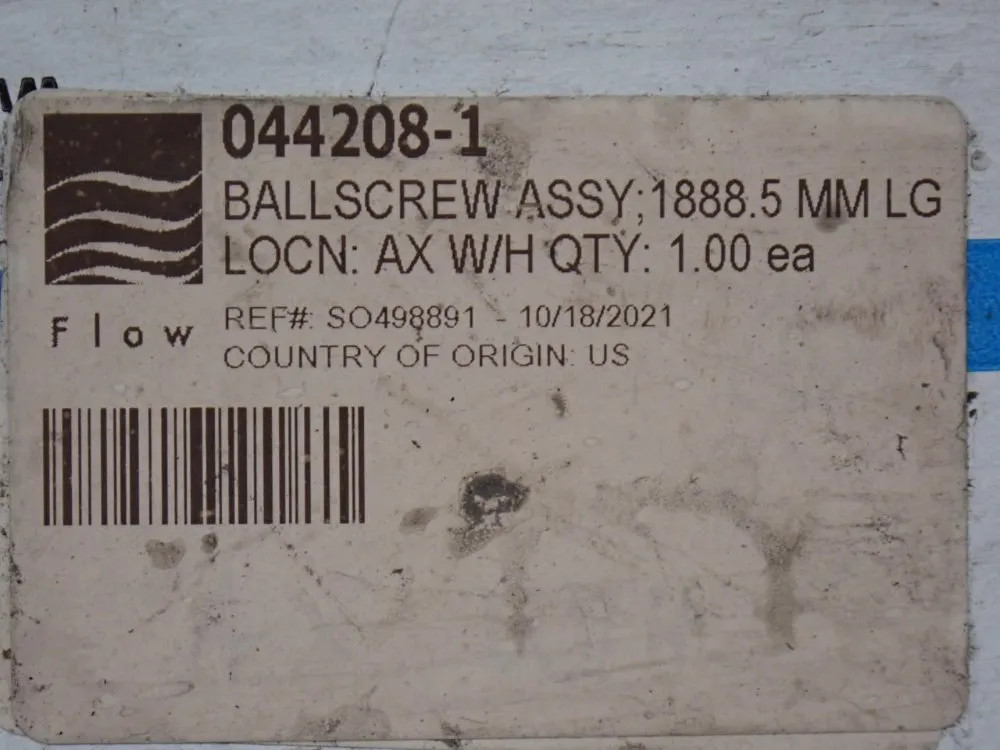 W
044208-1
BALLSCREW ASSY;1888.5 MM LG
LOCN: AX W/H QTY: 1.00 ea
Flow
REF#: SO498891 - 10/18/2021
COUNTRY OF ORIGIN: US